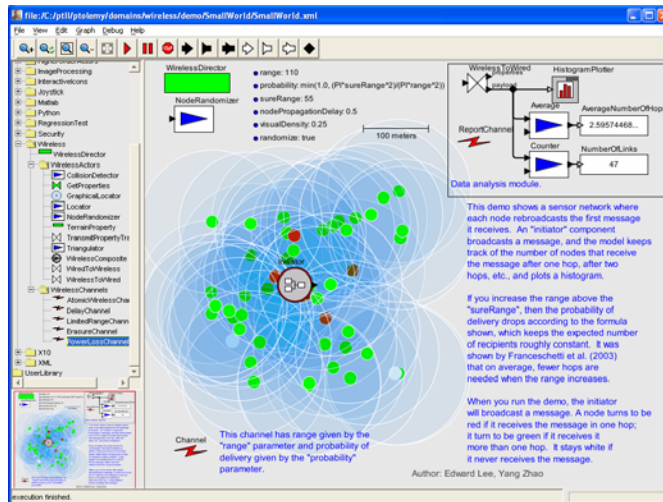 file:/C:/ptII/ptolemy/domains/wireless/demo/SmallWorld/SmallWorld.xml
File View Edit Graph Debug Help
HigherOrderActors
ImageProcessing
InteractiveIcons
Joystick
Matlab
Python
RegressionTest
Security
Wireless
WirelessDirector
WirelessActors
CollisionDetector
GetProperties
GraphicalLocator
Locator
NodeRandomizer
TerrainProperty
TransmitPropertyTra
Triangulator
WirelessComposite
WiredToWireless
WirelessToWired
WirelessChannels
AtomicWirelessChan
DelayChannel
LimitedRangeChann
ErasureChannel
PowerLossChannel
X10
XML
UserLibrary
WirelessDirector
NodeRandomizer
range: 110
probability: min(1.0, (PI*sureRange^2)/(PI*range^2))
sureRange: 55
nodePropagationDelay: 0.5
visualDensity: 0.25
randomize: true
100 meters
WirelessToWired
properties
payload
HistogramPlotter
Average
AverageNumberOfHops
2.59574468...
ReportChannel
Counter
NumberOfLinks
47
Data analysis module.
This demo shows a sensor network where
each node rebroadcasts the first message
it receives. An "initiator" component
broadcasts a message, and the model keeps
track of the number of nodes that receive
the message after one hop, after two
hops, etc., and plots a histogram.
If you increase the range above the
"sureRange", then the probability of
delivery drops according to the formula
shown, which keeps the expected number
of recipients roughly constant. It was
shown by Franceschetti et al. (2003)
that on average, fewer hops are
needed when the range increases.
When you run the demo, the initiator
will broadcast a message. A node turns to be
red if it receives the message in one hop;
it turn to be green if it receives it
more than one hop. It stays white if
it never receives the message.
Initiator
Channel
This channel has range given by the
"range" parameter and probability of
delivery given by the "probability"
parameter.
Author: Edward Lee, Yang Zhao
execution finished.